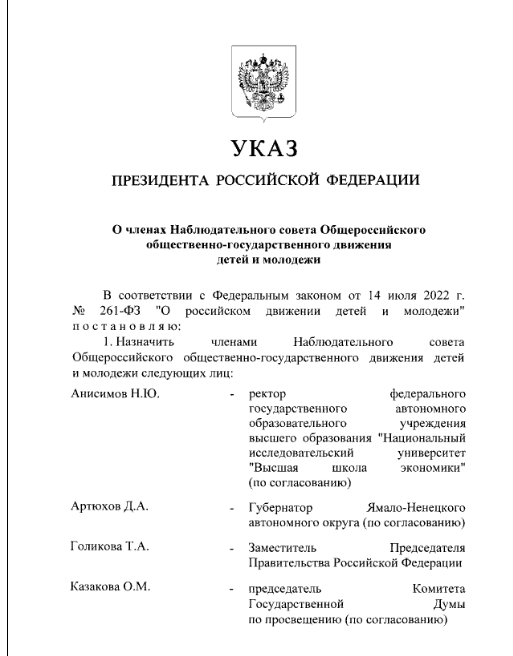 УКАЗ
ПРЕЗИДЕНТА РОССИЙСКОЙ ФЕДЕРАЦИИ
О членах Наблюдательного совета Общероссийского
общественно-государственного движения
детей и молодежи
В соответствии с Федеральным законом от 14 июля 2022 г.
№ 261-ФЗ "О российском движении детей и молодежи"
п о с т а н о в л я ю:
1. Назначить членами Наблюдательного совета
Общероссийского общественно-государственного движения детей
и молодежи следующих лиц:
Анисимов Н.Ю. - ректор федерального
государственного автономного
образовательного учреждения
высшего образования "Национальный
исследовательский университет
"Высшая школа экономики"
(по согласованию)
Артюхов Д.А. - Губернатор Ямало-Ненецкого
автономного округа (по согласованию)
Голикова Т.А. - Заместитель Председателя
Правительства Российской Федерации
Казакова О.М. - председатель Комитета
Государственной Думы
по просвещению (по согласованию)